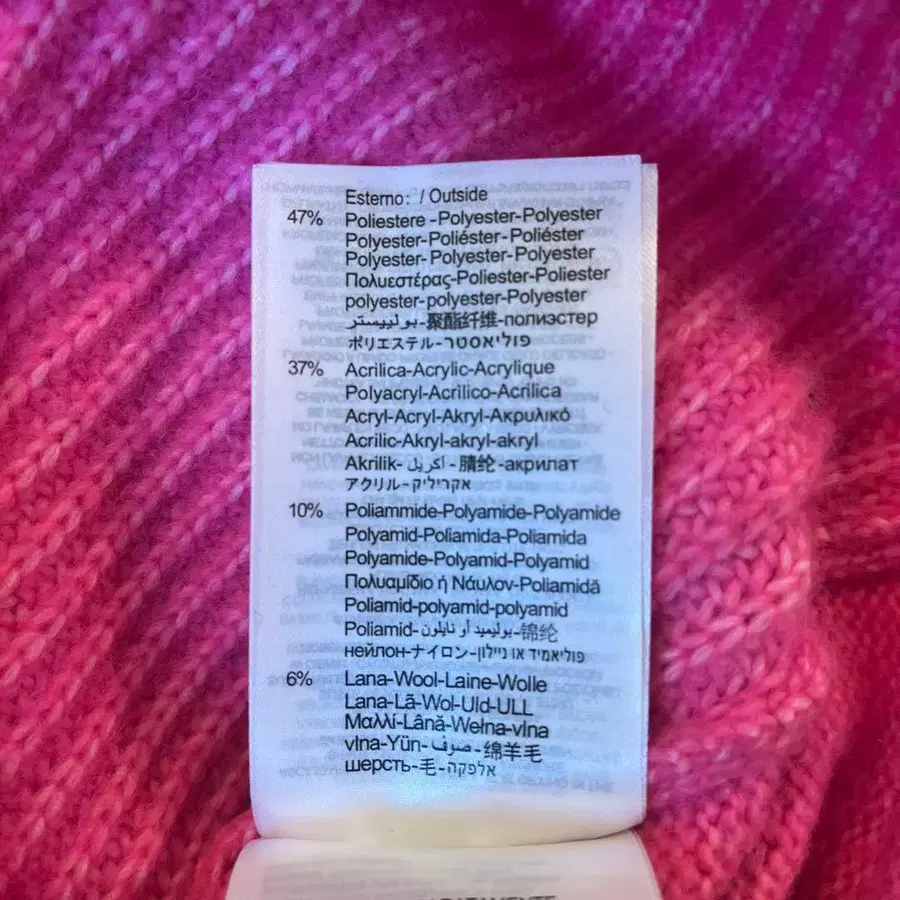 Esterno: / Outside
47% Poliestere -Polyester-Polyester
Polyester-Poliéster-Poliéster
Polyester- Polyester-Polyester
Πολυεστέρας-Poliester-Poliester
polyester-polyester-Polyester
بولييستر-聚酯纤维-полиэстер
ポリエステル-פוליאסטר
37% Acrilica-Acrylic-Acrylique
Polyacryl-Acrìlico-Acrilica
Acryl-Acryl-Akryl-Ακρυλικό
Acrilic-Akryl-akryl-akryl
Akrilik- أكريل -腈纶-акрилат
アクリル-אקריליק
10% Poliammide-Polyamide-Polyamide
Polyamid-Poliamida-Poliamida
Polyamide-Polyamid-Polyamid
Πολυαμίδιο ή Νάυλον-Poliamidă
Poliamid-polyamid-polyamid
Poliamid-بوليميد أو نايلون-锦纶
нейлон-ナイロン-פוליאמיד או ניילון
6% Lana-Wool-Laine-Wolle
Lana-Lã-Wol-Uld-ULL
Μαλλί-Lână-Wełna-vlna
vlna-Yün- صوف -绵羊毛
шерсть-毛-אלפקה